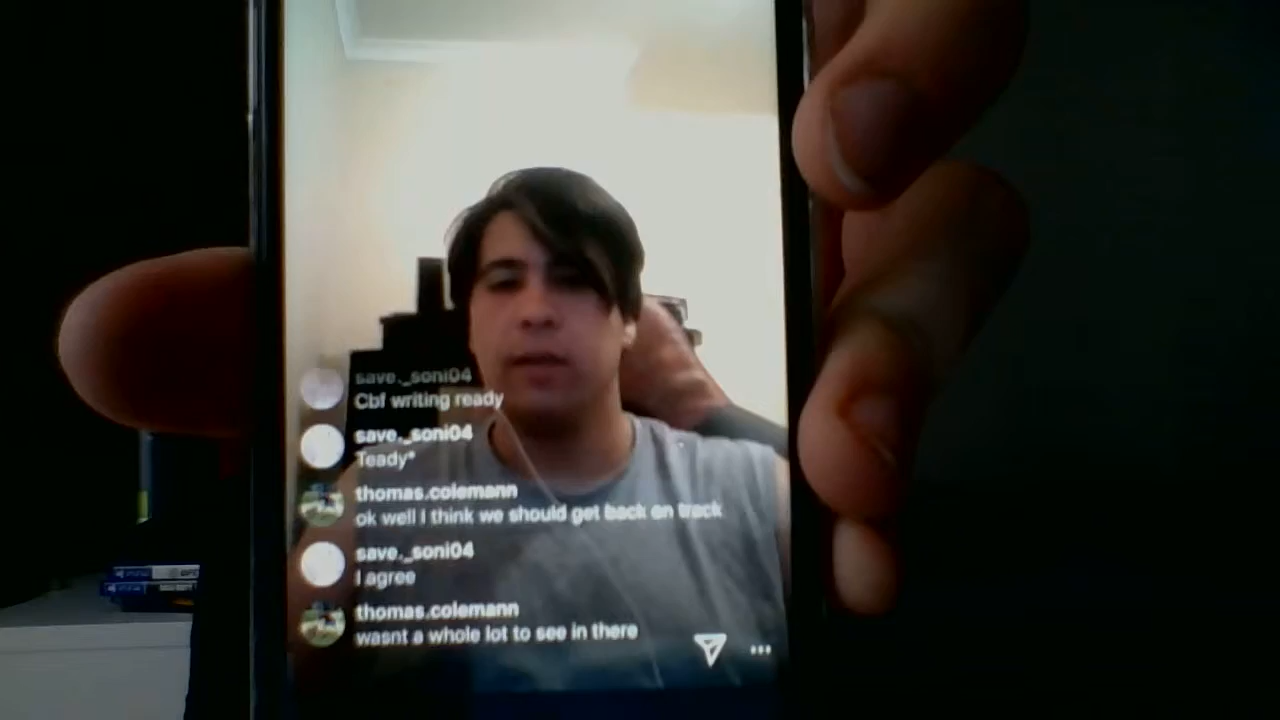 save._soni04
Cbf writing ready
save._soni04
Teady*
thomas.colemann
ok well I think we should get back on track
save._soni04
I agree
thomas.colemann
wasnt a whole lot to see in there